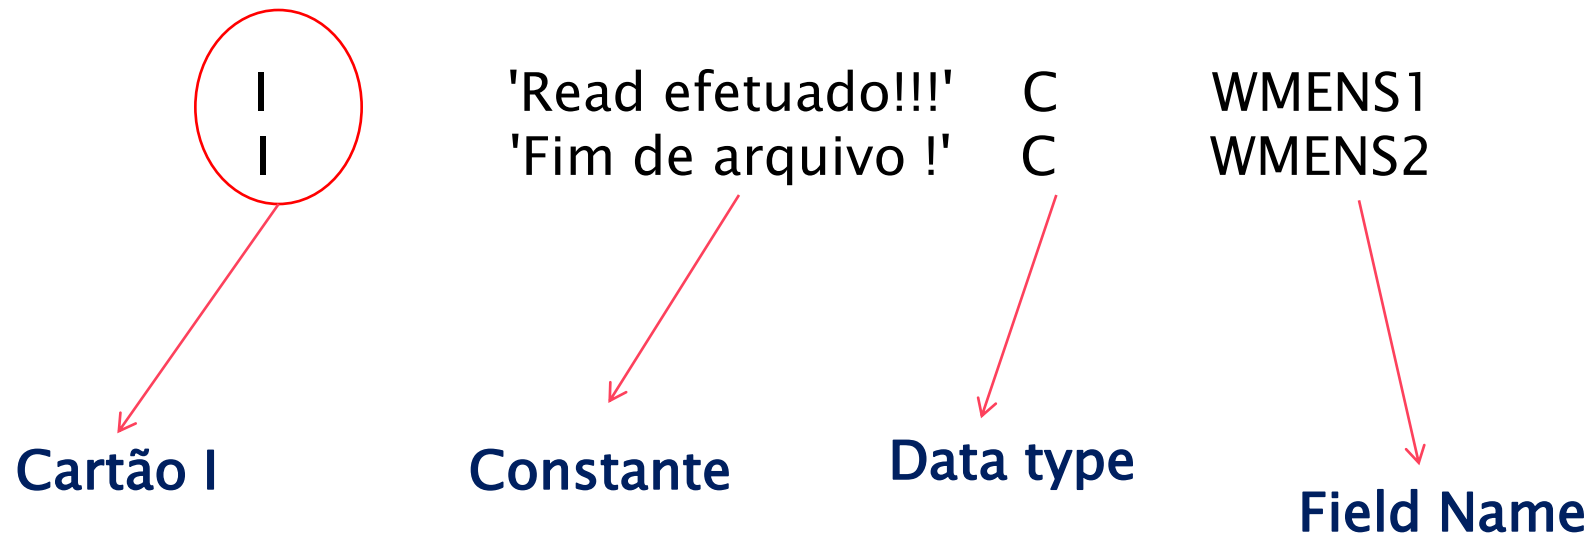 I 'Read efetuado!!!' C WMENS1
I 'Fim de arquivo !' C WMENS2
Cartão I Constante Data type
Field Name